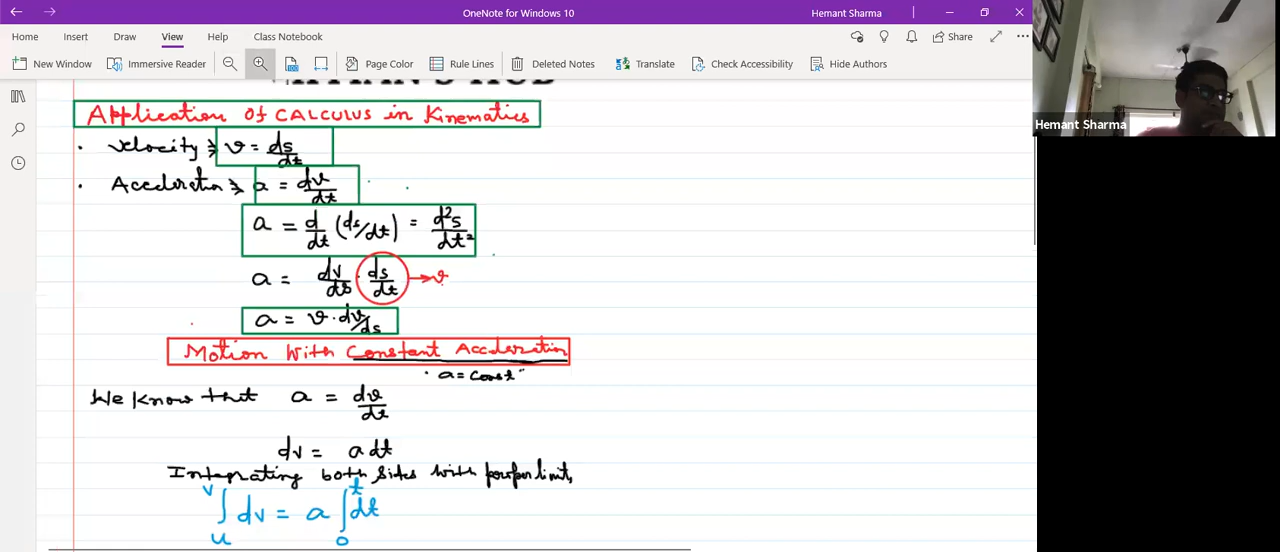 OneNote for Windows 10
Hemant Sharma
Home Insert Draw View Help Class Notebook
Share
New Window Immersive Reader Page Color Rule Lines Deleted Notes Translate Check Accessibility Hide Authors
Application of CALCULUS in Kinematics
Hemant Sharma
• Velocity ⇒ v = ds/dt
• Acceleration ⇒ a = dv/dt
a = d/dt (ds/dt) = d²s/dt²
a = dv/ds · ds/dt → v
a = v · dv/ds
Motion With Constant Acceleration
• a = const
We Know that a = dv/dt
dv = a dt
Integrating both sides with
∫ᵤᵛ dv = a ∫₀ᵗ dt